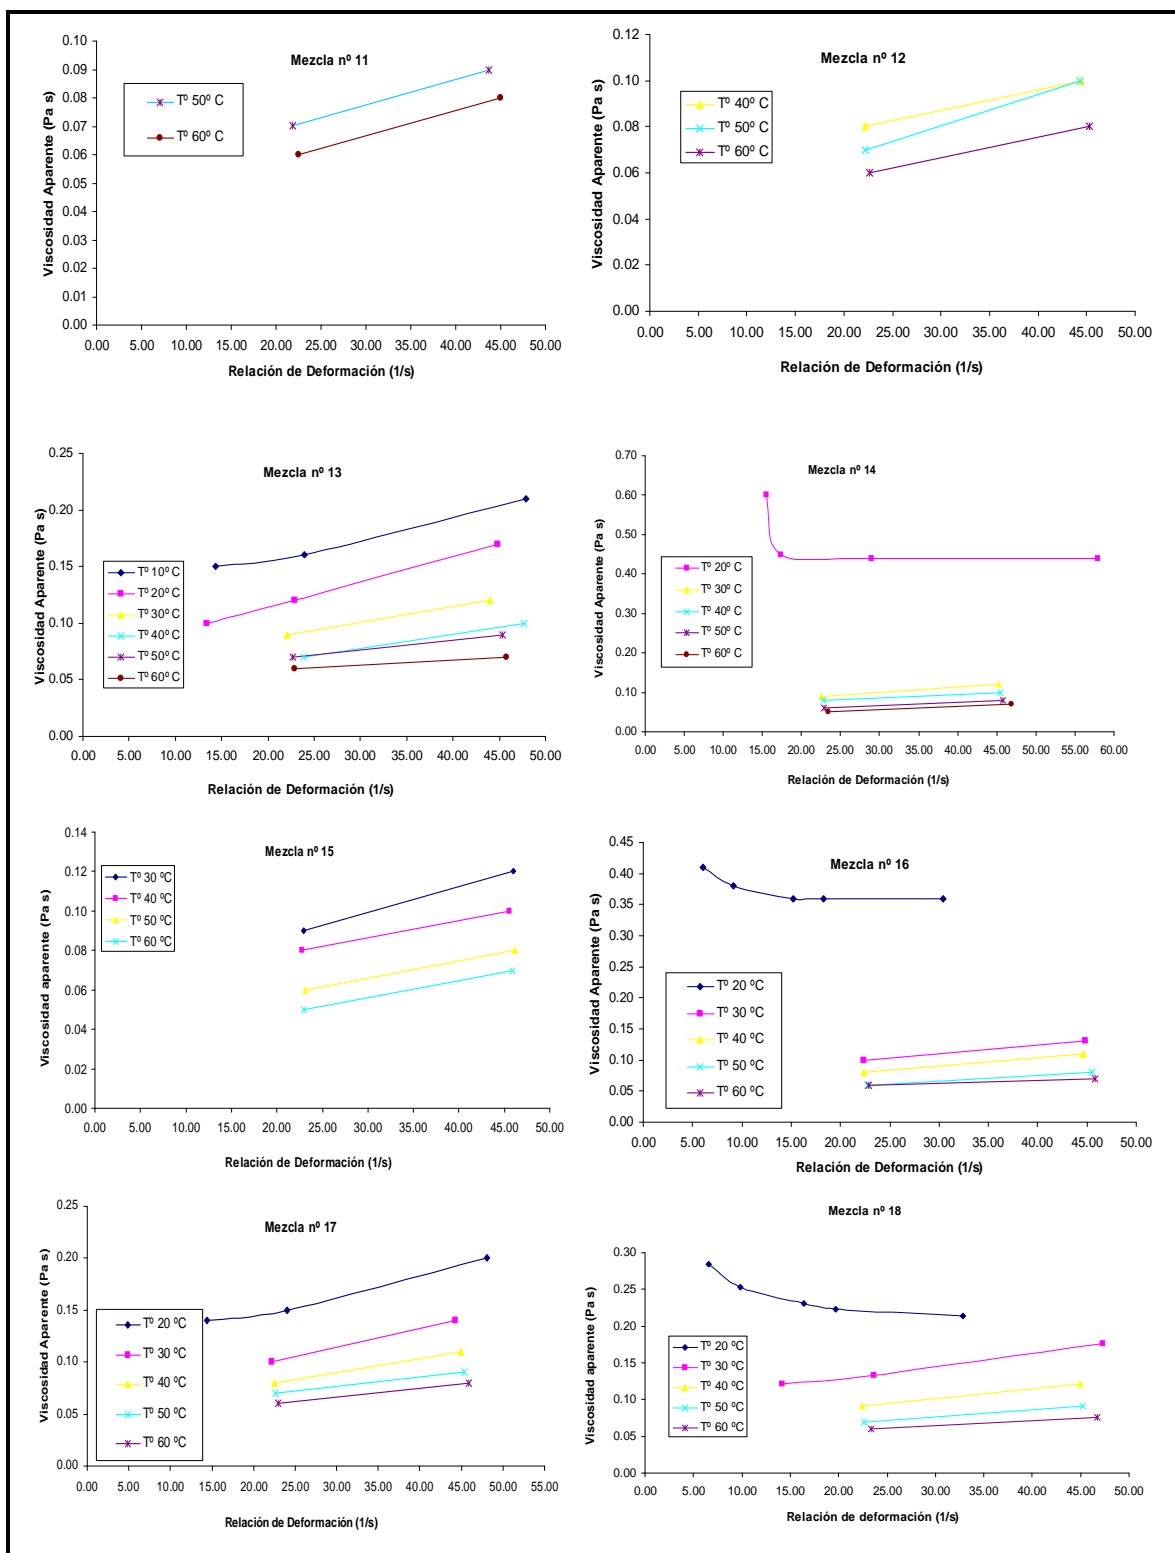 Mezcla nº 11
Viscosidad Aparente (Pa s)
0.10
0.09
0.08
0.07
0.06
0.05
0.04
0.03
0.02
0.01
0.00
Tº 50º C
Tº 60º C
0.00 5.00 10.00 15.00 20.00 25.00 30.00 35.00 40.00 45.00 50.00
Relación de Deformación (1/s)
Mezcla nº 12
Viscosidad Aparente (Pa s)
0.12
0.10
0.08
0.06
0.04
0.02
0.00
Tº 40º C
Tº 50º C
Tº 60º C
0.00 5.00 10.00 15.00 20.00 25.00 30.00 35.00 40.00 45.00 50.00
Relación de Deformación (1/s)
Mezcla nº 13
Viscosidad Aparente (Pa s)
0.25
0.20
0.15
0.10
0.05
0.00
Tº 10º C
Tº 20º C
Tº 30º C
Tº 40º C
Tº 50º C
Tº 60º C
0.00 5.00 10.00 15.00 20.00 25.00 30.00 35.00 40.00 45.00 50.00
Relación de Deformación (1/s)
Mezcla nº 14
Viscosidad Aparente (Pa s)
0.70
0.60
0.50
0.40
0.30
0.20
0.10
0.00
Tº 20º C
Tº 30º C
Tº 40º C
Tº 50º C
Tº 60º C
0.00 5.00 10.00 15.00 20.00 25.00 30.00 35.00 40.00 45.00 50.00 55.00 60.00
Relación de Deformación (1/s)
Mezcla nº 15
Viscosidad aparente (Pa s)
0.14
0.12
0.10
0.08
0.06
0.04
0.02
0.00
Tº 30 ºC
Tº 40 ºC
Tº 50 ºC
Tº 60 ºC
0.00 5.00 10.00 15.00 20.00 25.00 30.00 35.00 40.00 45.00 50.00
Relación de Deformación (1/s)
Mezcla nº 16
Viscosidad Aparente (Pa s)
0.45
0.40
0.35
0.30
0.25
0.20
0.15
0.10
0.05
0.00
Tº 20 ºC
Tº 30 ºC
Tº 40 ºC
Tº 50 ºC
Tº 60 ºC
0.00 5.00 10.00 15.00 20.00 25.00 30.00 35.00 40.00 45.00 50.00
Relación de Deformación (1/s)
Mezcla nº 17
Viscosidad Aparente (Pa s)
0.25
0.20
0.15
0.10
0.05
0.00
Tº 20 ºC
Tº 30 ºC
Tº 40 ºC
Tº 50 ºC
Tº 60 ºC
0.00 5.00 10.00 15.00 20.00 25.00 30.00 35.00 40.00 45.00 50.00 55.00
Relación de Deformación (1/s)
Mezcla nº 18
Viscosidad aparente (Pa s)
0.30
0.25
0.20
0.15
0.10
0.05
0.00
Tº 20 ºC
Tº 30 ºC
Tº 40 ºC
Tº 50 ºC
Tº 60 ºC
0.00 5.00 10.00 15.00 20.00 25.00 30.00 35.00 40.00 45.00 50.00
Relación de deformación (1/s)